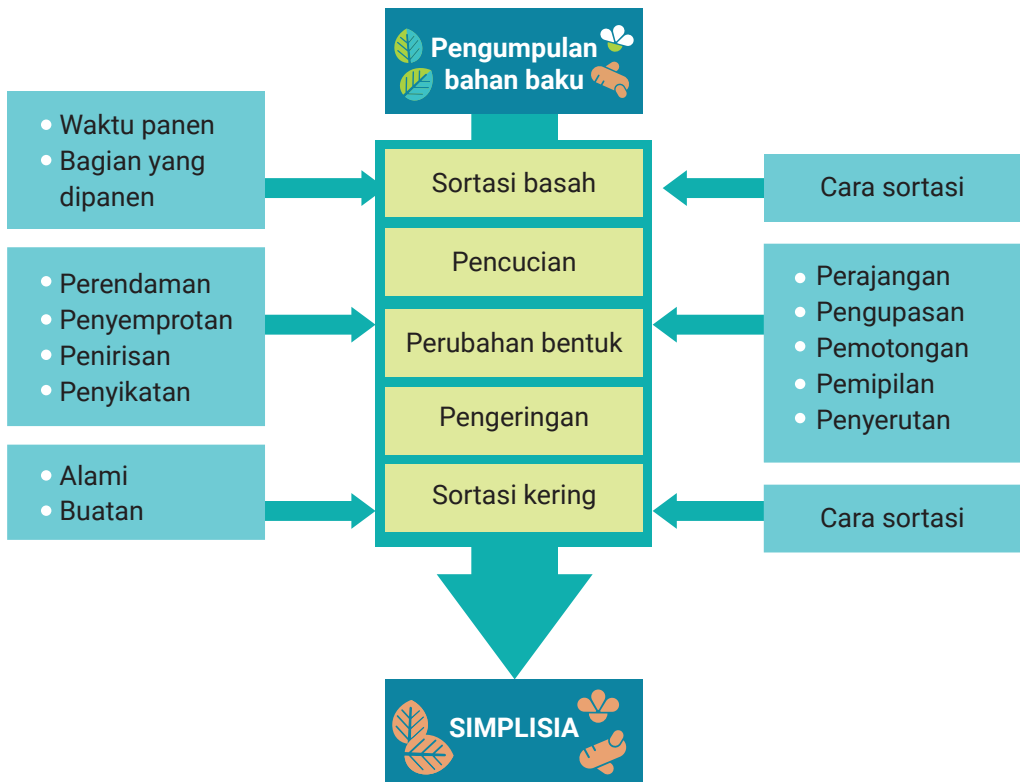 Pengumpulan
bahan baku
Waktu panen
Bagian yang
dipanen
Sortasi basah
Cara sortasi
Pencucian
Perendaman
Penyemprotan
Penirisan
Penyikatan
Perubahan bentuk
Perajangan
Pengupasan
Pemotongan
Pemipilan
Penyerutan
Pengeringan
Alami
Buatan
Sortasi kering
Cara sortasi
SIMPLISIA